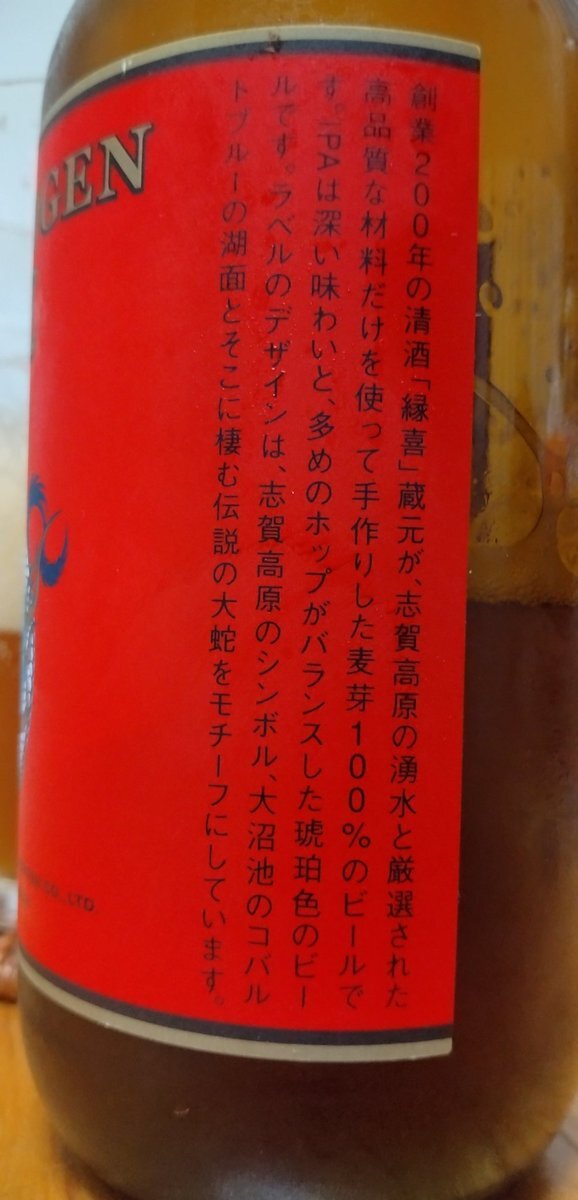 GEN
創業200年の清酒「縁喜」蔵元が、志賀高原の湧水と厳選された
高品質な材料だけを使って手作りした麦芽100%のビールで
す。IPAは深い味わいと、多めのホップがバランスした琥珀色のビー
ルです。ラベルのデザインは、志賀高原のシンボル、大沼池のコバル
トブルーの湖面とそこに棲む伝説の大蛇をモチーフにしています。
CO.,LTD.